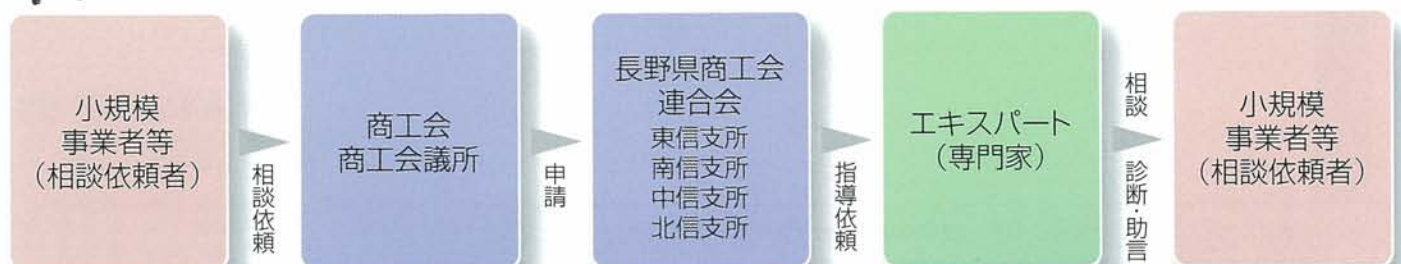 小規模
事業者等
(相談依頼者)
相談依頼
商工会
商工会議所
申請
長野県商工会
連合会
東信支所
南信支所
中信支所
北信支所
指導依頼
エキスパート
(専門家)
相談
診断・助言
小規模
事業者等
(相談依頼者)